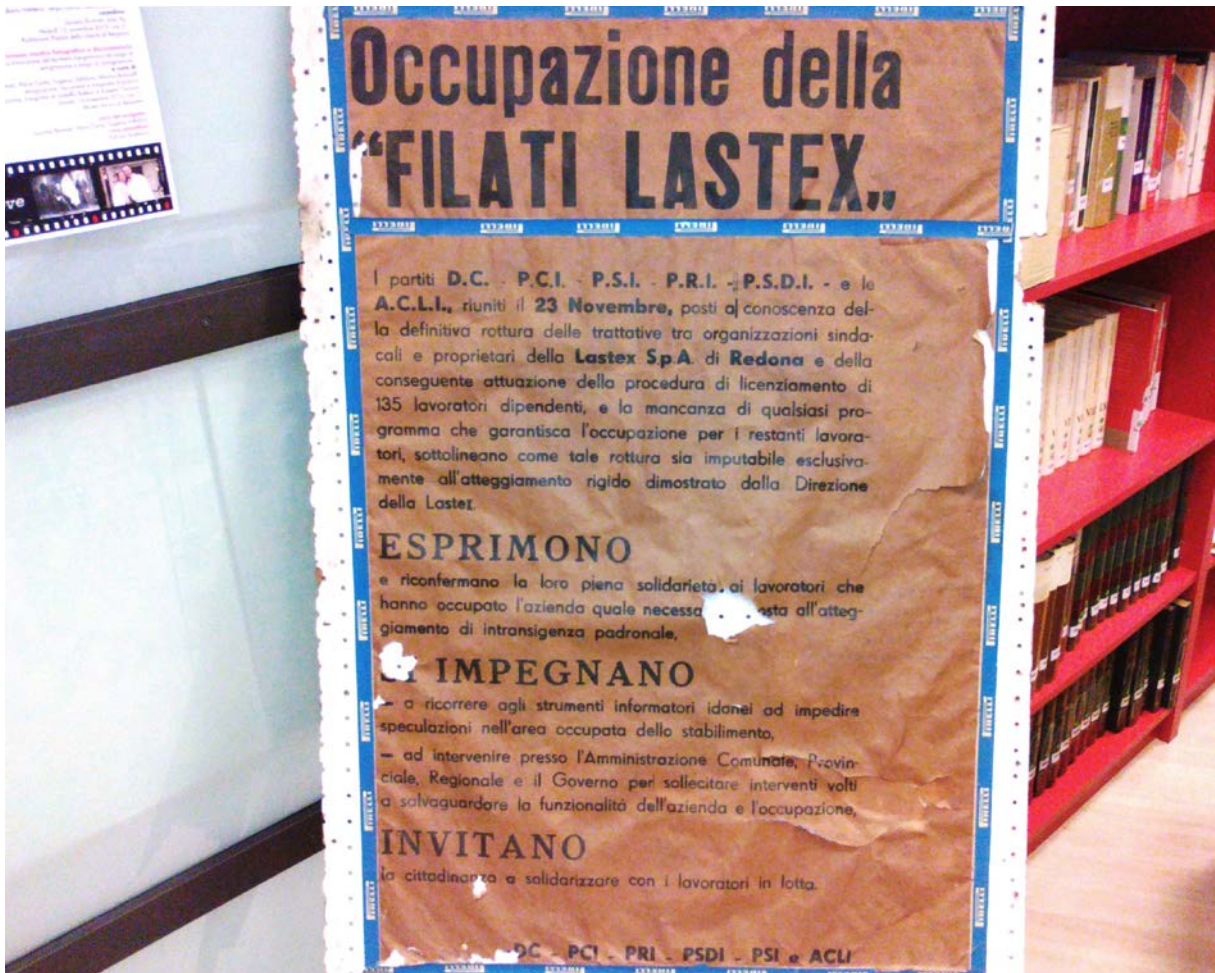 Occupazione della
“FILATI LASTEX„
I partiti D.C. - P.C.I. - P.S.I. - P.R.I. - P.S.D.I. - e le
A.C.L.I., riuniti il 23 Novembre, posti a conoscenza del-
la definitiva rottura delle trattative tra organizzazioni sinda-
cali e proprietari della Lastex S.p.A. di Redona e della
conseguente attuazione della procedura di licenziamento di
135 lavoratori dipendenti, e la mancanza di qualsiasi pro-
gramma che garantisca l'occupazione per i restanti lavora-
tori, sottolineano come tale rottura sia imputabile esclusiva-
mente all'atteggiamento rigido dimostrato dalla Direzione
della Lastex.
ESPRIMONO
e riconfermano la loro piena solidarietà ai lavoratori che
hanno occupato l'azienda quale all'atteg-
giamento di intransigenza padronale,
IMPEGNANO
— a ricorrere agli strumenti informatori idonei ad impedire
speculazioni nell'area occupata dello stabilimento,
— ad intervenire presso l'Amministrazione Comunale, Provin-
ciale, Regionale e il Governo per sollecitare interventi volti
a salvaguardare la funzionalità dell'azienda e l'occupazione,
INVITANO
la cittadinanza a solidarizzare con i lavoratori in lotta.
DC - PCI - PRI - PSDI - PSI e ACLI
PIRELLI